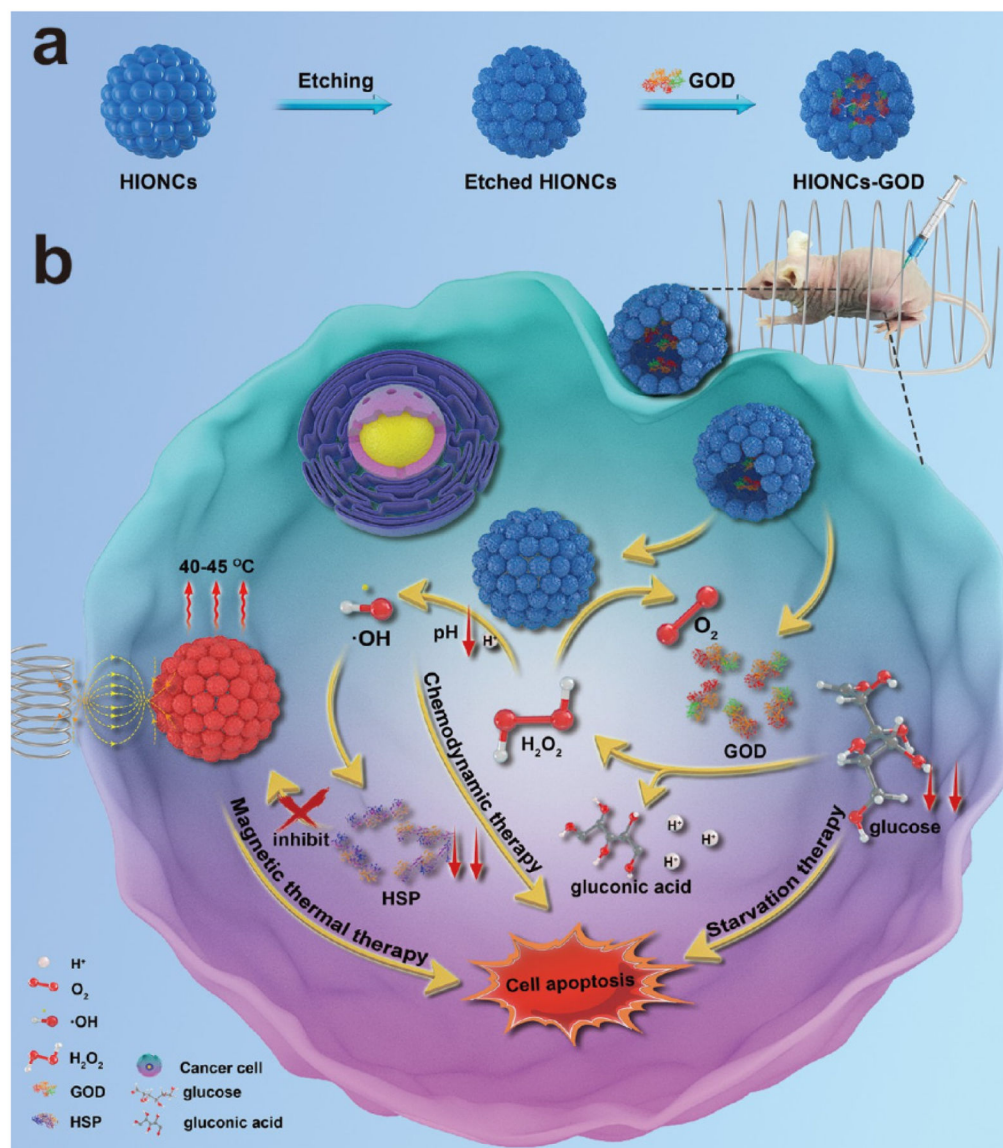 a
Etching
GOD
HIONCs
Etched HIONCs
HIONCs-GOD
b
40-45 °C
·OH
pH
H⁺
O₂
H₂O₂
GOD
Chemodynamic therapy
glucose
inhibit
HSP
gluconic acid
H⁺
H⁺
H⁺
Magnetic thermal therapy
Starvation therapy
Cell apoptosis
H⁺
O₂
·OH
H₂O₂
GOD
HSP
Cancer cell
glucose
gluconic acid